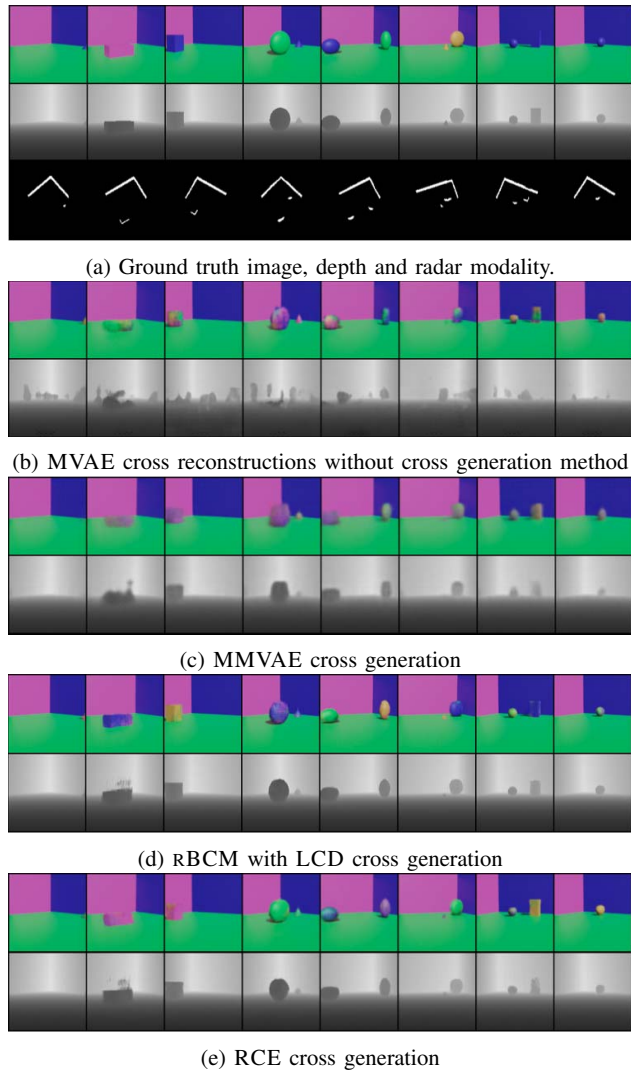 (a) Ground truth image, depth and radar modality.
(b) MVAE cross reconstructions without cross generation method
(c) MMVAE cross generation
(d) RBCM with LCD cross generation
(e) RCE cross generation